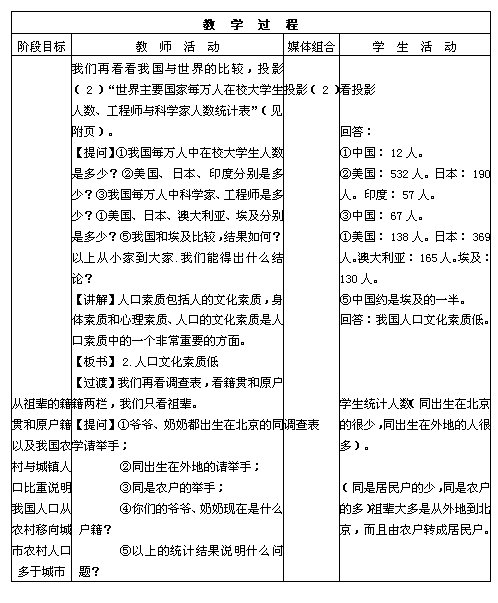 教 学 过 程
阶段目标 教 师 活 动 媒体组合 学 生 活 动
从祖辈的籍
贯和原户籍
以及我国农
村与城镇人
口比重说明
我国人口从
农村移向城
市农村人口
多于城市
我们再看看我国与世界的比较，投影
（2）“世界主要国家每万人在校大学生
人数、工程师与科学家人数统计表”（见
附页）。
【提问】①我国每万人中在校大学生人数
是多少？②美国、日本、印度分别是多
少？③我国每万人中科学家、工程师是多
少？①美国、日本、澳大利亚、埃及分别
是多少？⑤我国和埃及比较，结果如何？
以上从小家到大家.我们能得出什么结
论？
【讲解】人口素质包括人的文化素质，身
体素质和心理素质、人口的文化素质是人
口素质中的一个非常重要的方面。
【板书】 2.人口文化素质低
【过渡】我们再看调查表，看籍贯和原户
籍两栏，我们只看祖辈。
【提问】①爷爷、奶奶都出生在北京的同
学请举手；
②同出生在外地的请举手；
③同是农户的举手；
④你们的爷爷、奶奶现在是什么
户籍？
⑤以上的统计结果说明什么问
题？
投影（2）
调查表
看投影
回答：
①中国：12人。
②美国：532人。日本：190
人。印度：57人。
③中国：67人。
①美国：138人。日本：369
人。澳大利亚：165人。埃及：
130人。
⑤中国约是埃及的一半。
回答：我国人口文化素质低。
学生统计人数（同出生在北京
的很少，同出生在外地的人很
多）。
（同是居民户的少，同是农户
的多）祖辈大多是从外地到北
京，而且由农户转成居民户。